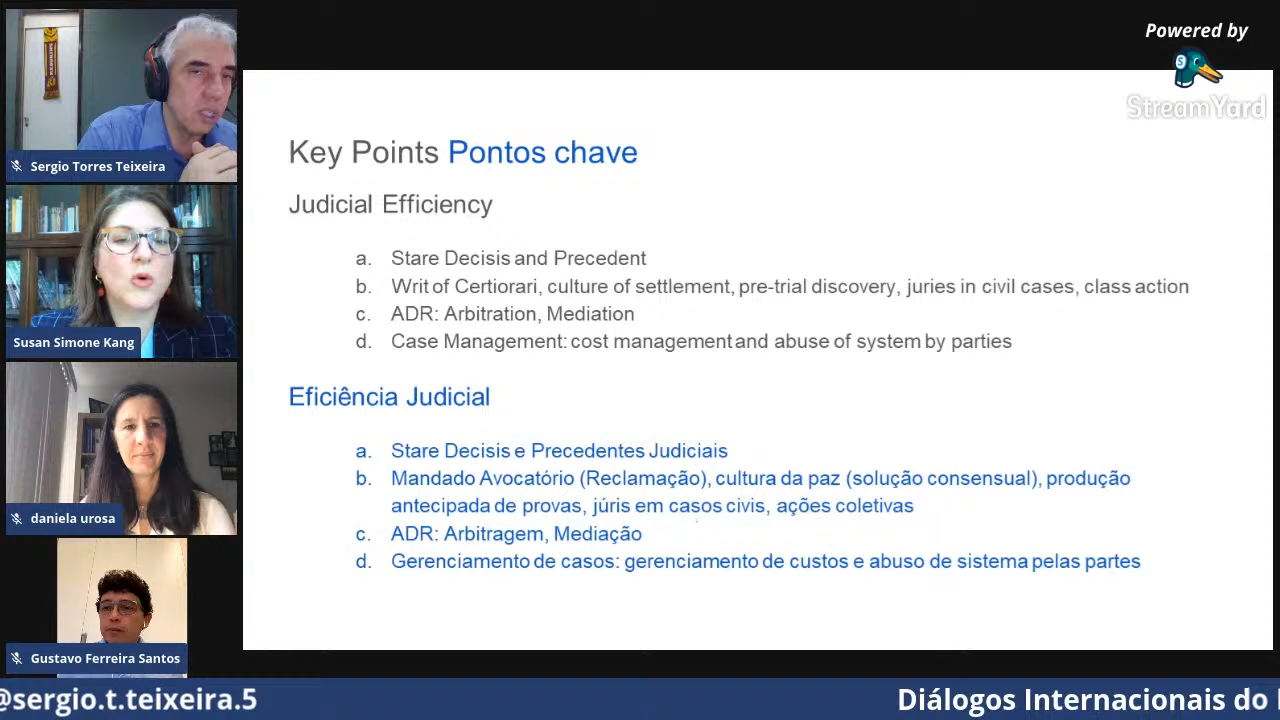 Powered by
StreamYard
Sergio Torres Teixeira
Susan Simone Kang
daniela urosa
Gustavo Ferreira Santos
Key Points Pontos chave
Judicial Efficiency
a. Stare Decisis and Precedent
b. Writ of Certiorari, culture of settlement, pre-trial discovery, juries in civil cases, class action
c. ADR: Arbitration, Mediation
d. Case Management: cost management and abuse of system by parties
Eficiência Judicial
a. Stare Decisis e Precedentes Judiciais
b. Mandado Avocatório (Reclamação), cultura da paz (solução consensual), produção
antecipada de provas, júris em casos civis, ações coletivas
c. ADR: Arbitragem, Mediação
d. Gerenciamento de casos: gerenciamento de custos e abuso de sistema pelas partes
@sergio.t.teixeira.5
Diálogos Internacionais do